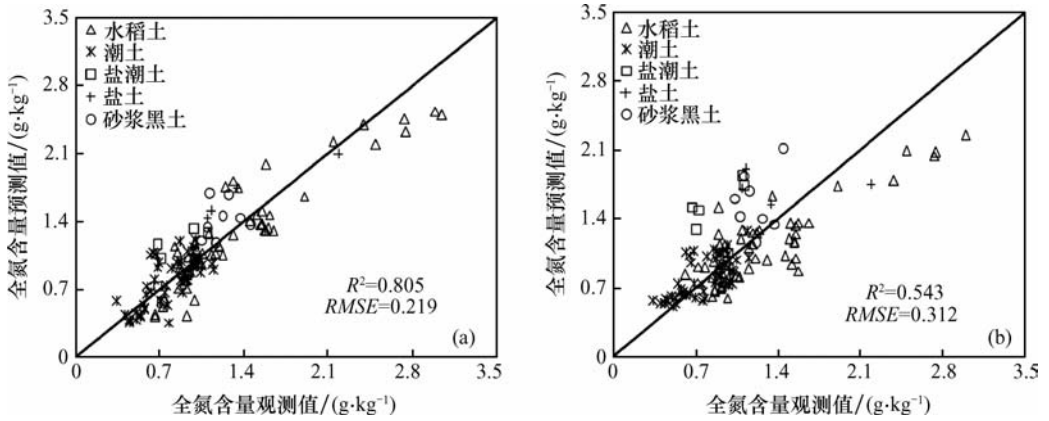 3.5
2.8
2.1
1.4
0.7
0
全氮含量预测值/(g·kg⁻¹)
水稻土
潮土
盐潮土
盐土
砂浆黑土
R²=0.805
RMSE=0.219
(a)
0
0.7
1.4
2.1
2.8
3.5
全氮含量观测值/(g·kg⁻¹)
3.5
2.8
2.1
1.4
0.7
0
全氮含量预测值/(g·kg⁻¹)
水稻土
潮土
盐潮土
盐土
砂浆黑土
R²=0.543
RMSE=0.312
(b)
0
0.7
1.4
2.1
2.8
3.5
全氮含量观测值/(g·kg⁻¹)